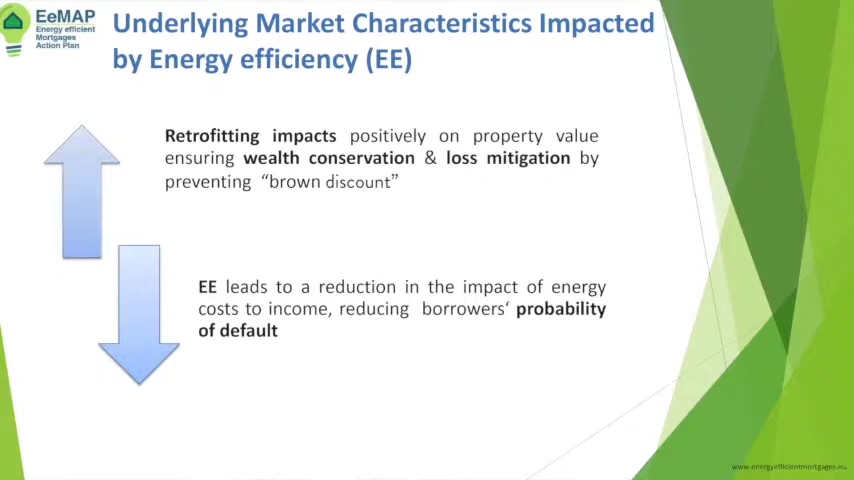 EeMAP
Energy efficient
Mortgages
Action Plan
Underlying Market Characteristics Impacted
by Energy efficiency (EE)
Retrofitting impacts positively on property value
ensuring wealth conservation & loss mitigation by
preventing “brown discount”
EE leads to a reduction in the impact of energy
costs to income, reducing borrowers‘ probability
of default
www.energyefficientmortgages.eu